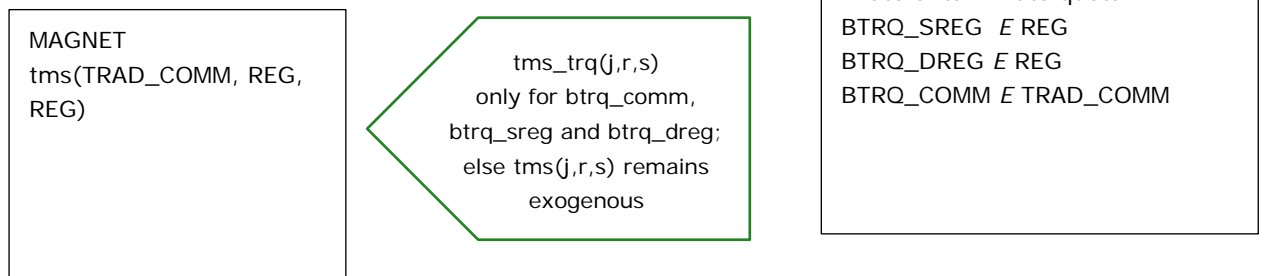 MAGNET
tms(TRAD_COMM, REG,
REG)
tms_trq(j,r,s)
only for btrq_comm,
btrq_sreg and btrq_dreg;
else tms(j,r,s) remains
exogenous
BTRQ_SREG E REG
BTRQ_DREG E REG
BTRQ_COMM E TRAD_COMM